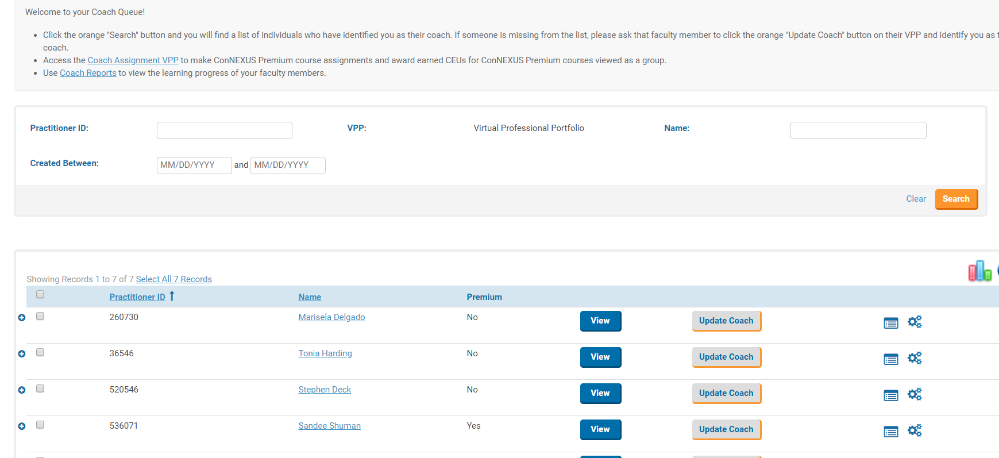 Welcome to your Coach Queue!
Click the orange "Search" button and you will find a list of individuals who have identified you as their coach. If someone is missing from the list, please ask that faculty member to click the orange "Update Coach" button on their VPP and identify you as
coach.
Access the Coach Assignment VPP to make ConNEXUS Premium course assignments and award earned CEUs for ConNEXUS Premium courses viewed as a group.
Use Coach Reports to view the learning progress of your faculty members.
Practitioner ID: VPP: Virtual Professional Portfolio Name:
Created Between: MM/DD/YYYY and MM/DD/YYYY
Clear Search
Showing Records 1 to 7 of 7 Select All 7 Records
Practitioner ID Name Premium
260730 Marisela Delgado No View Update Coach
36546 Tonia Harding No View Update Coach
520546 Stephen Deck No View Update Coach
536071 Sandee Shuman Yes View Update Coach